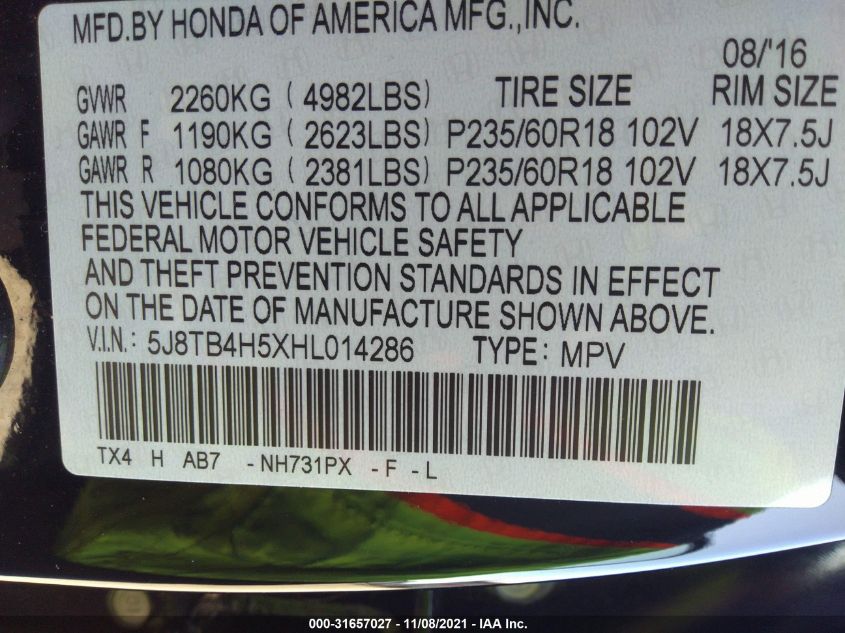 MFD.BY HONDA OF AMERICA MFG.,INC.
08/'16
GVWR 2260KG ( 4982LBS) TIRE SIZE RIM SIZE
GAWR F 1190KG ( 2623LBS) P235/60R18 102V 18X7.5J
GAWR R 1080KG ( 2381LBS) P235/60R18 102V 18X7.5J
THIS VEHICLE CONFORMS TO ALL APPLICABLE
FEDERAL MOTOR VEHICLE SAFETY
AND THEFT PREVENTION STANDARDS IN EFFECT
ON THE DATE OF MANUFACTURE SHOWN ABOVE.
V.I.N.: 5J8TB4H5XHL014286 TYPE: MPV
TX4 H AB7 -NH731PX -F -L
000-31657027 - 11/08/2021 - IAA Inc.